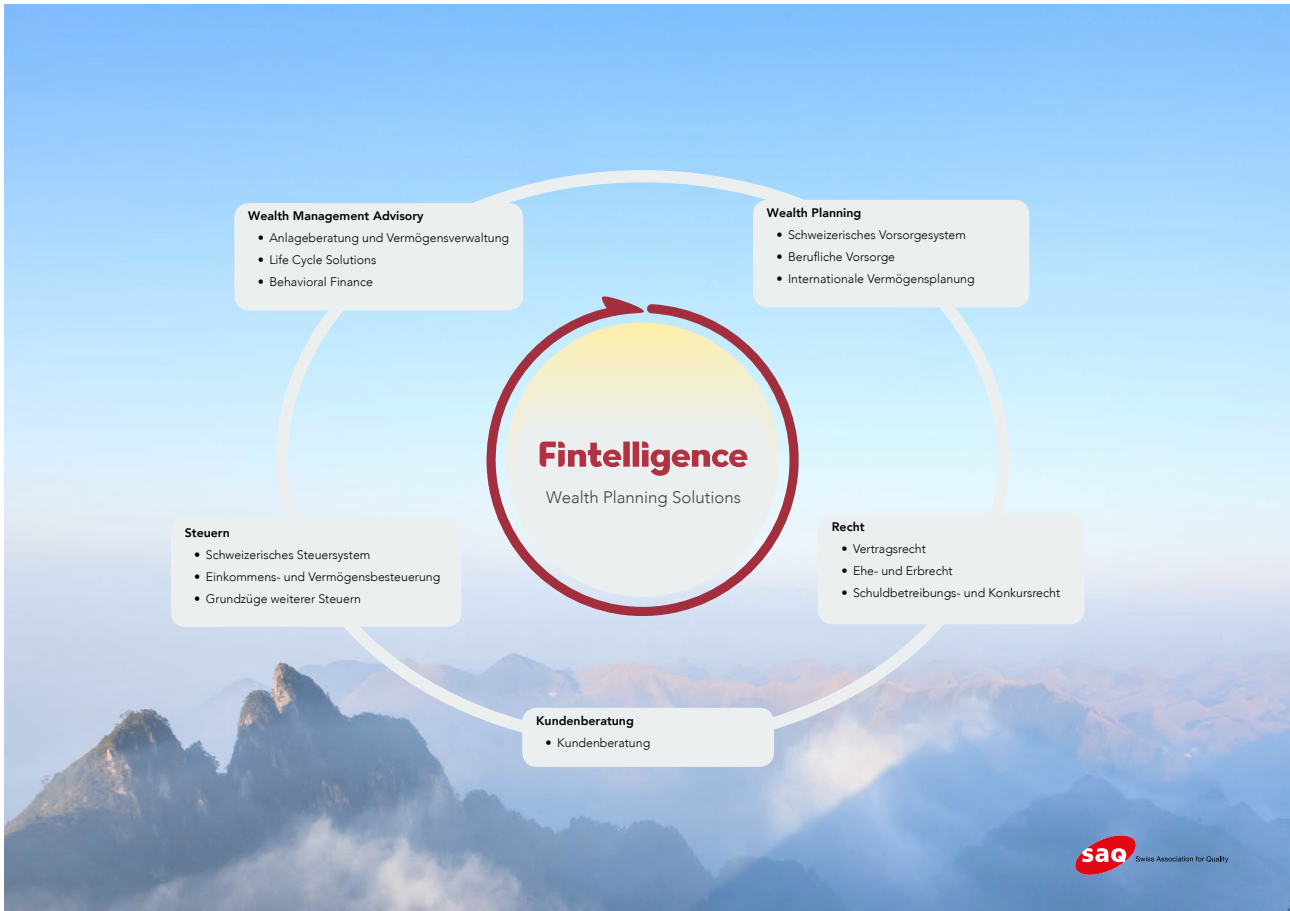 Wealth Management Advisory
• Anlageberatung und Vermögensverwaltung
• Life Cycle Solutions
• Behavioral Finance
Wealth Planning
• Schweizerisches Vorsorgesystem
• Berufliche Vorsorge
• Internationale Vermögensplanung
Fintelligence
Wealth Planning Solutions
Steuern
• Schweizerisches Steuersystem
• Einkommens- und Vermögensbesteuerung
• Grundzüge weiterer Steuern
Recht
• Vertragsrecht
• Ehe- und Erbrecht
• Schuldbetreibungs- und Konkursrecht
Kundenberatung
• Kundenberatung
saQ Swiss Association for Quality